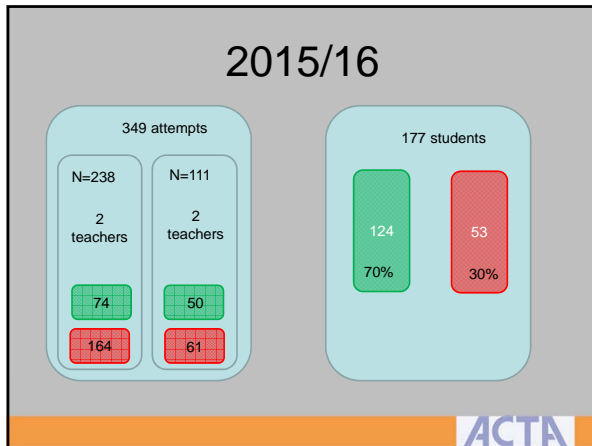 2015/16
349 attempts
N=238
2
teachers
74
164
N=111
2
teachers
50
61
177 students
124
70%
53
30%
ACTA